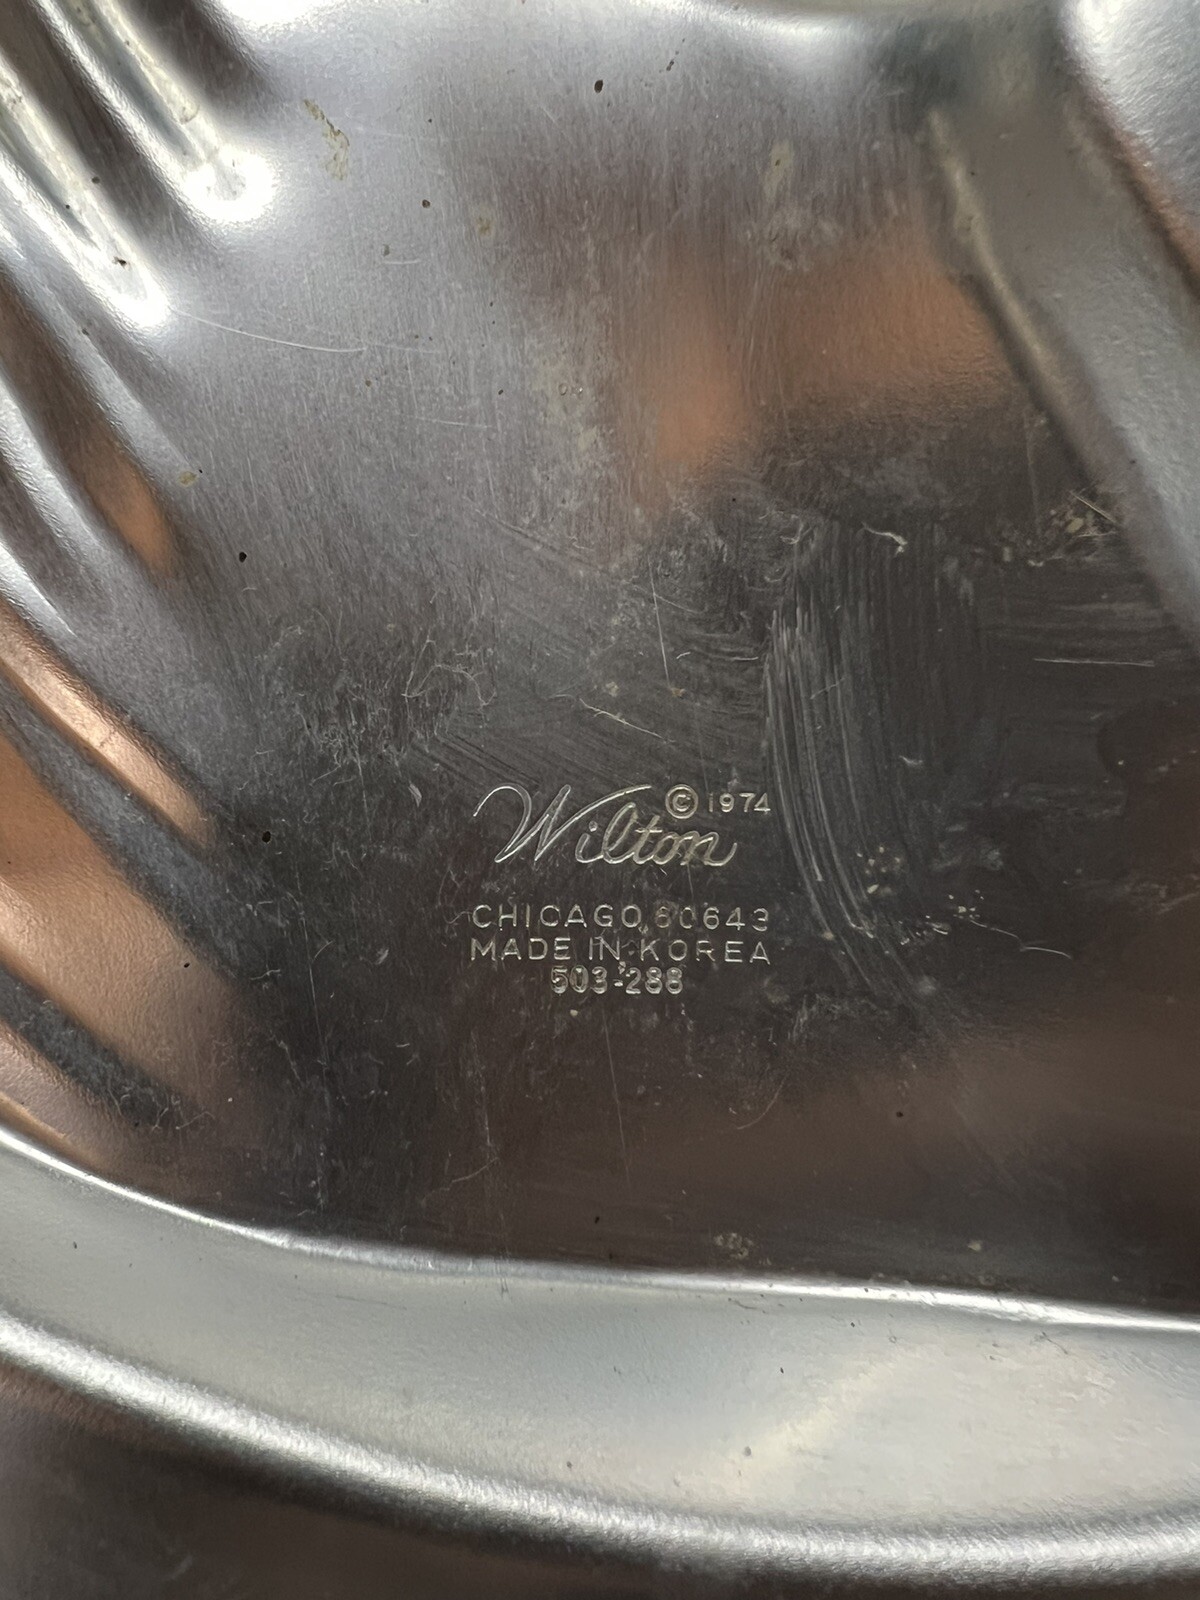 Wilton © 1974
CHICAGO, 60643
MADE IN KOREA
503-288